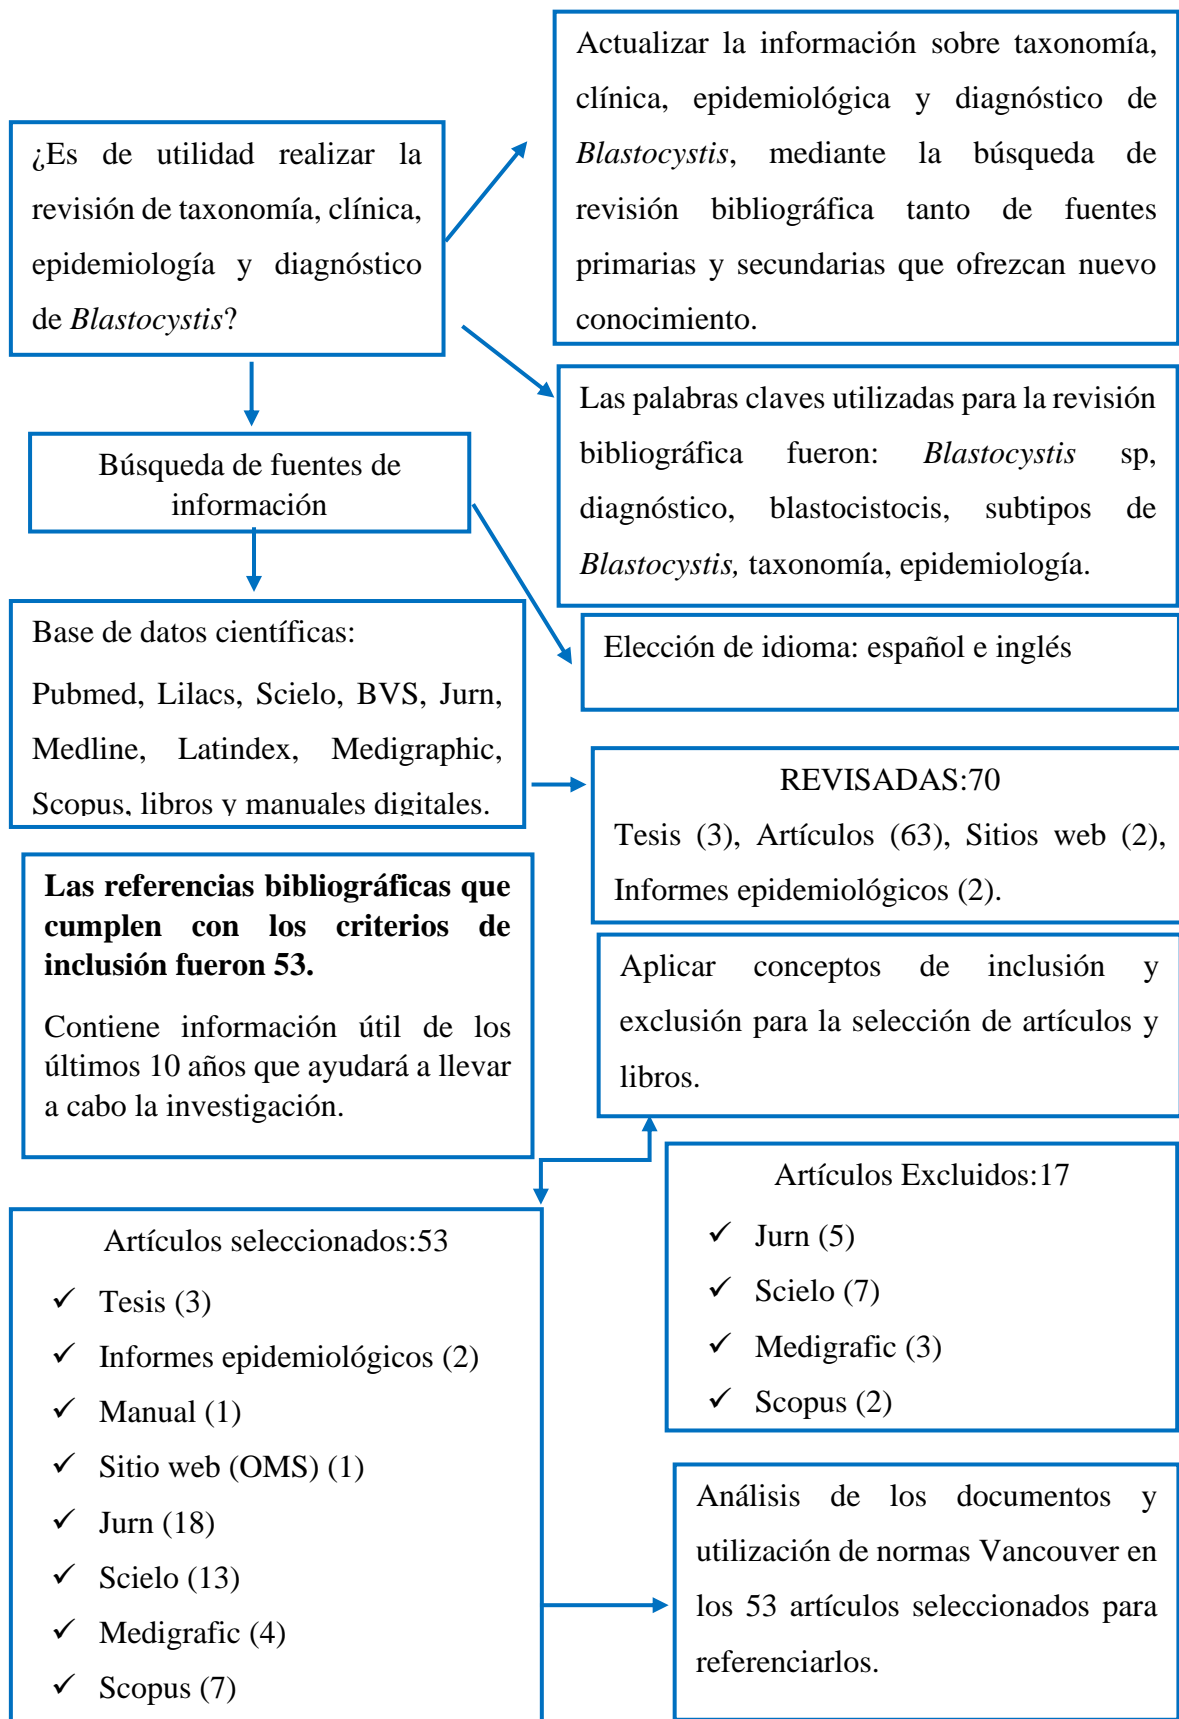 ¿Es de utilidad realizar la
revisión de taxonomía, clínica,
epidemiología y diagnóstico
de Blastocystis?
Actualizar la información sobre taxonomía,
clínica, epidemiológica y diagnóstico de
Blastocystis, mediante la búsqueda de
revisión bibliográfica tanto de fuentes
primarias y secundarias que ofrezcan nuevo
conocimiento.
Las palabras claves utilizadas para la revisión
bibliográfica fueron: Blastocystis sp,
diagnóstico, blastocistocis, subtipos de
Blastocystis, taxonomía, epidemiología.
Búsqueda de fuentes de
información
Elección de idioma: español e inglés
Base de datos científicas:
Pubmed, Lilacs, Scielo, BVS, Jurn,
Medline, Latindex, Medigraphic,
Scopus, libros y manuales digitales.
REVISADAS:70
Tesis (3), Artículos (63), Sitios web (2),
Informes epidemiológicos (2).
Las referencias bibliográficas que
cumplen con los criterios de
inclusión fueron 53.
Contiene información útil de los
últimos 10 años que ayudará a llevar
a cabo la investigación.
Aplicar conceptos de inclusión y
exclusión para la selección de artículos y
libros.
Artículos Excluidos:17
✓ Jurn (5)
✓ Scielo (7)
✓ Medigrafic (3)
✓ Scopus (2)
Artículos seleccionados:53
✓ Tesis (3)
✓ Informes epidemiológicos (2)
✓ Manual (1)
✓ Sitio web (OMS) (1)
✓ Jurn (18)
✓ Scielo (13)
✓ Medigrafic (4)
✓ Scopus (7)
Análisis de los documentos y
utilización de normas Vancouver en
los 53 artículos seleccionados para
referenciarlos.